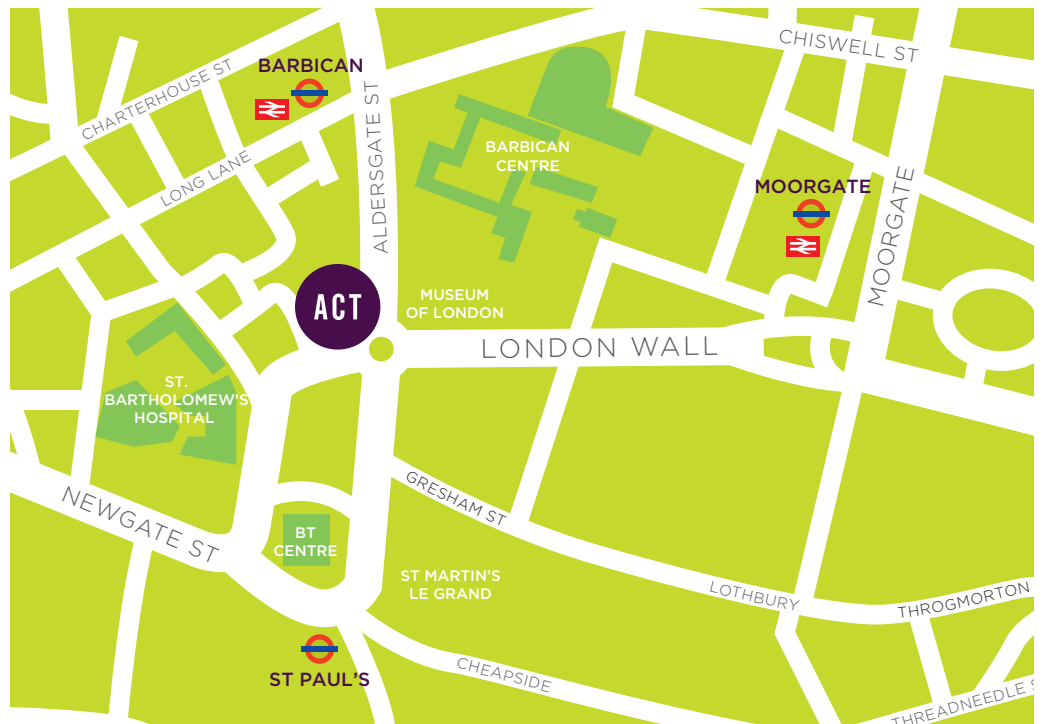 CHISWELL ST
BARBICAN
CHARTERHOUSE ST
ALDERSGATE ST
LONG LANE
BARBICAN
CENTRE
MOORGATE
MOORGATE
ACT
MUSEUM
OF LONDON
LONDON WALL
ST.
BARTHOLOMEW'S
HOSPITAL
NEWGATE ST
GRESHAM ST
BT
CENTRE
ST MARTIN'S
LE GRAND
LOTHBURY
THROGMORTON
ST PAUL'S
CHEAPSIDE
THREADNEEDLE S